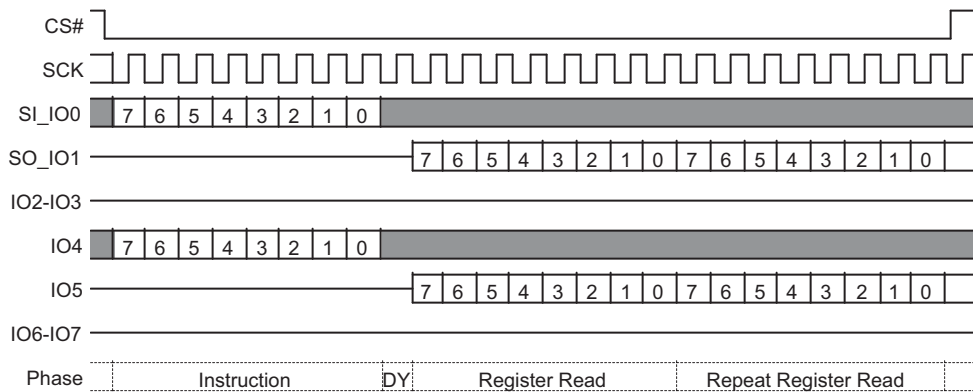 CS#
SCK
SI_IO0 7 6 5 4 3 2 1 0
SO_IO1 7 6 5 4 3 2 1 0 7 6 5 4 3 2 1 0
IO2-IO3
IO4 7 6 5 4 3 2 1 0
IO5 7 6 5 4 3 2 1 0 7 6 5 4 3 2 1 0
IO6-IO7
Phase Instruction DY Register Read Repeat Register Read